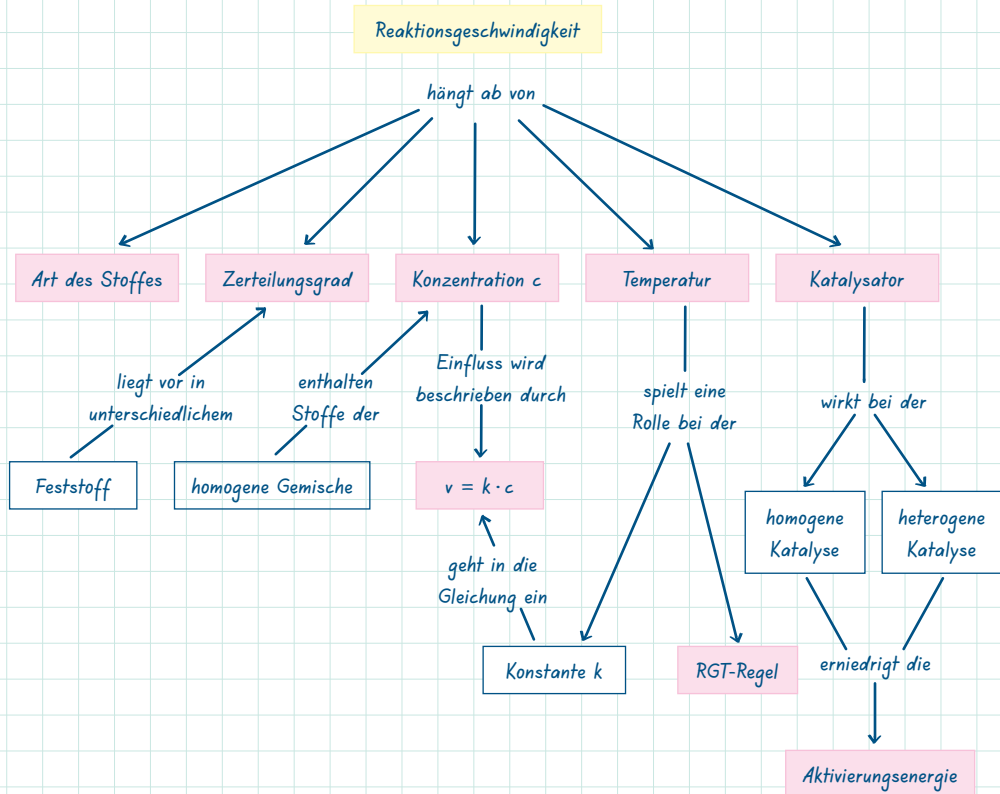 Reaktionsgeschwindigkeit
hängt ab von
Art des Stoffes
Zerteilungsgrad
Konzentration c
Temperatur
Katalysator
liegt vor in
unterschiedlichem
enthalten
Stoffe der
Einfluss wird
beschrieben durch
spielt eine
Rolle bei der
wirkt bei der
Feststoff
homogene Gemische
v = k · c
homogene
Katalyse
heterogene
Katalyse
geht in die
Gleichung ein
Konstante k
RGT-Regel
erniedrigt die
Aktivierungsenergie